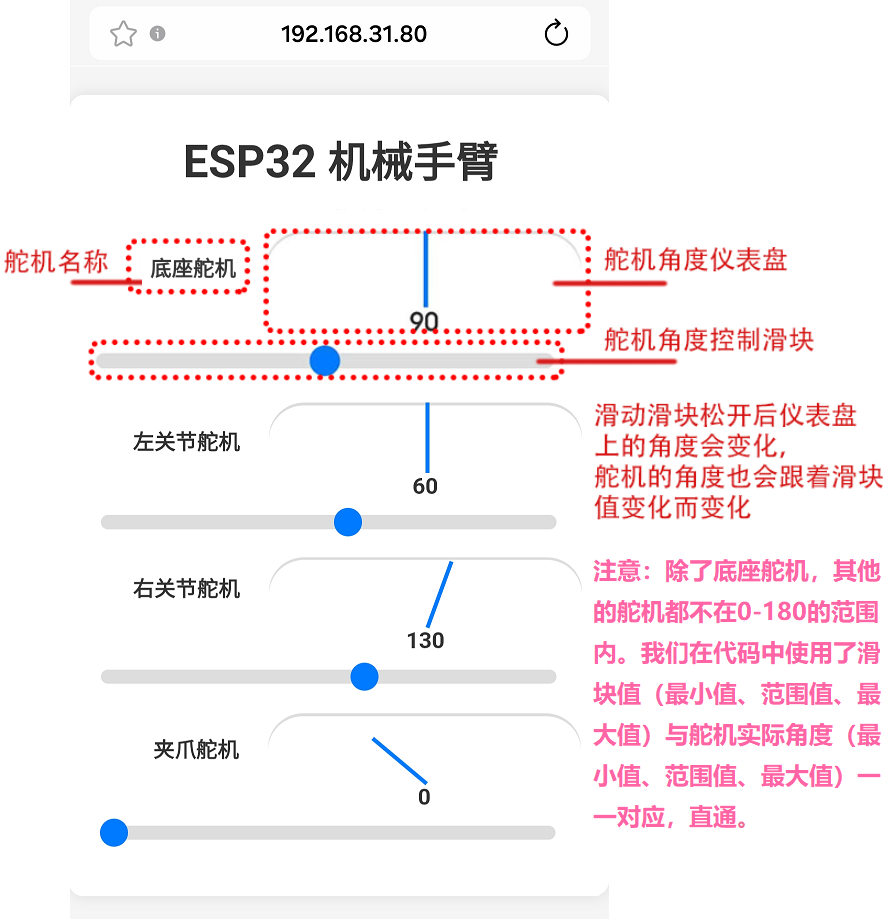 192.168.31.80
ESP32 机械手臂
舵机名称
底座舵机
90
舵机角度仪表盘
舵机角度控制滑块
左关节舵机
60
滑动滑块松开后仪表盘
上的角度会变化,
舵机的角度也会跟着滑块
值变化而变化
右关节舵机
130
注意：除了底座舵机，其他
的舵机都不在0-180的范围
内。我们在代码中使用了滑
块值（最小值、范围值、最
大值）与舵机实际角度（最
小值、范围值、最大值）一
一对应，直通。
夹爪舵机
0